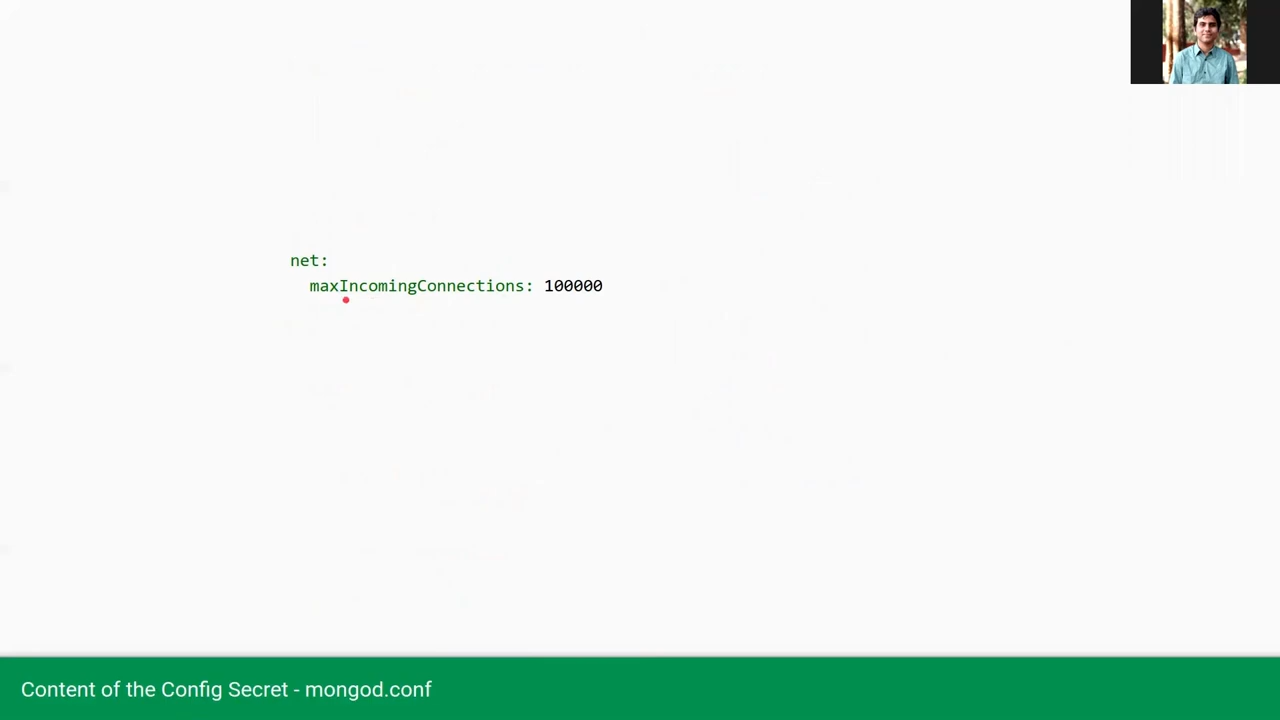 net:
maxIncomingConnections: 100000
Content of the Config Secret - mongod.conf